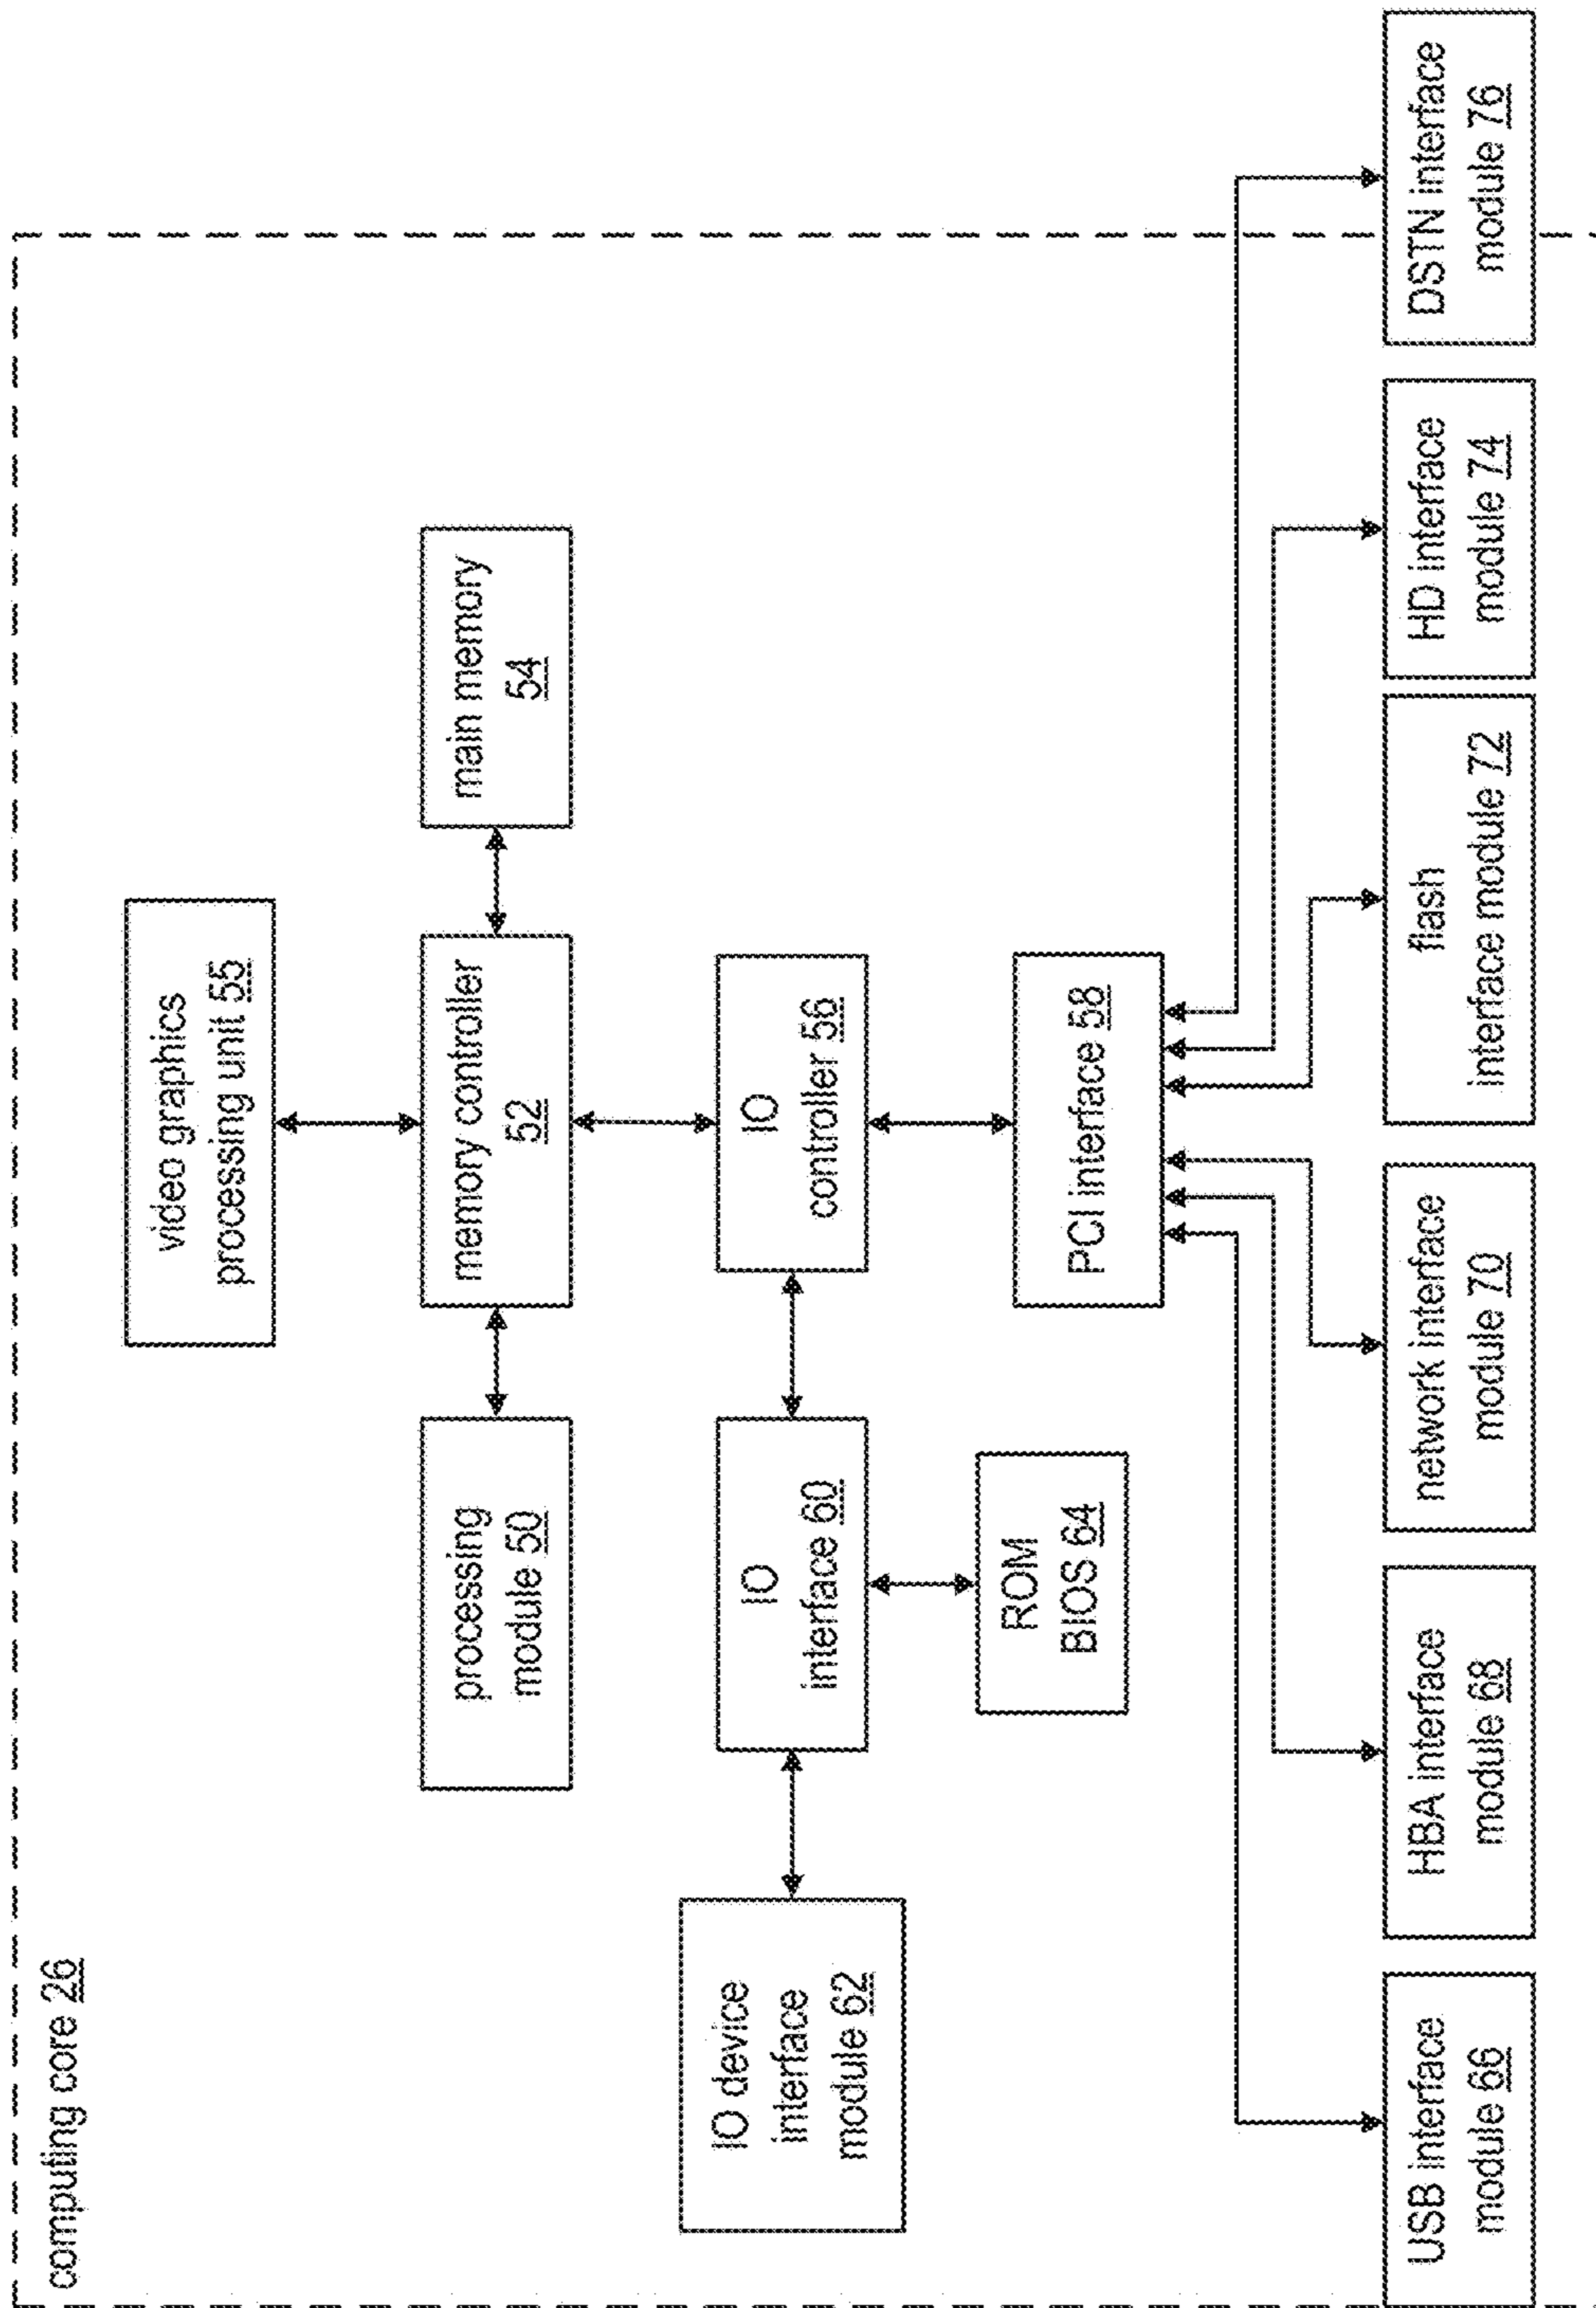 computing core 26
video graphics
processing unit 55
processing
module 50
memory controller
52
main memory
54
IO device
interface
module 62
IO
interface 60
IO
controller 56
ROM
BIOS 64
PCI interface 58
USB interface
module 66
HBA interface
module 68
network interface
module 70
flash
interface module 72
HD interface
module 74
DSTN interface
module 76